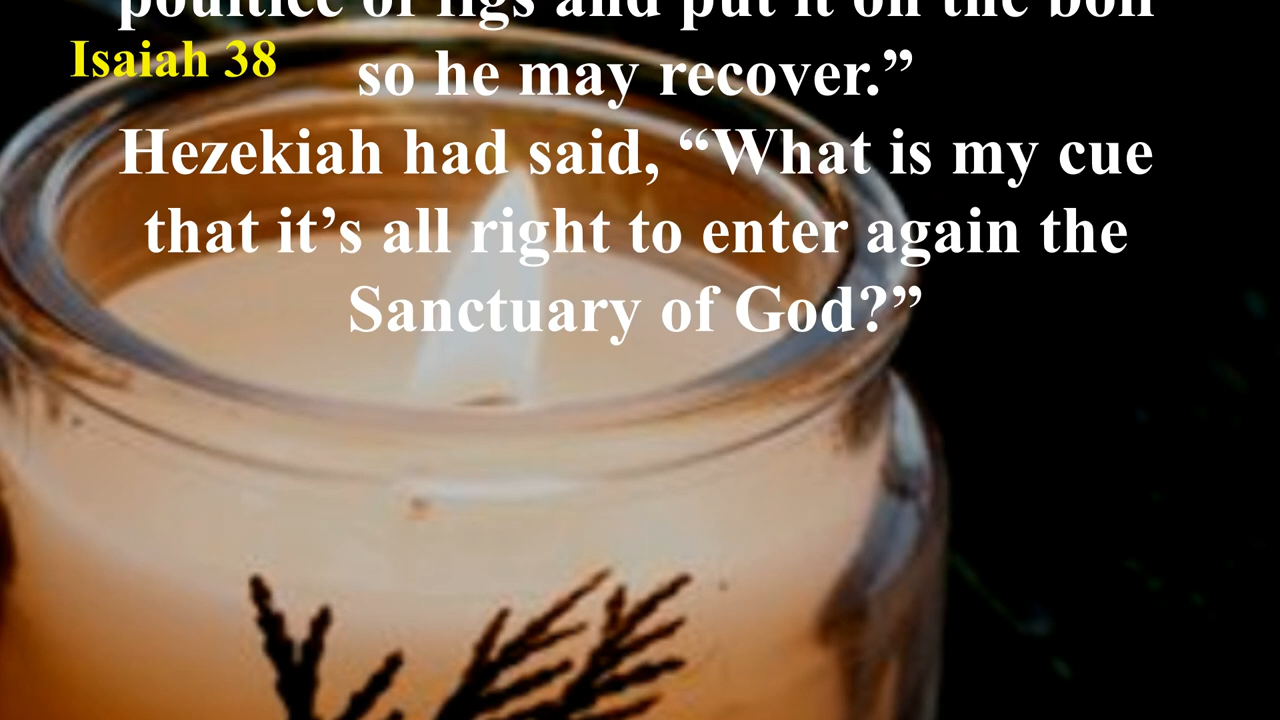 poultice of figs and put it on the boil
Isaiah 38
so he may recover.”
Hezekiah had said, “What is my cue
that it’s all right to enter again the
Sanctuary of God?”